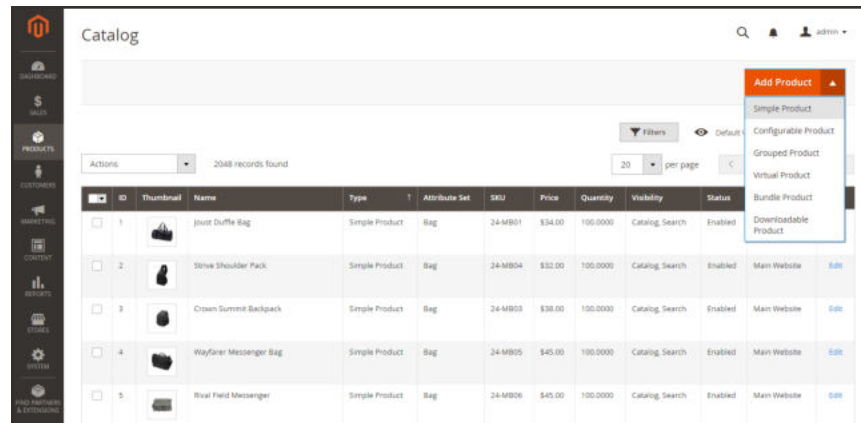 Catalog
admin
DASHBOARD
SALES
PRODUCTS
CUSTOMERS
MARKETING
CONTENT
REPORTS
STORES
SYSTEM
FIND PARTNERS
& EXTENSIONS
Add Product
Simple Product
Configurable Product
Grouped Product
Virtual Product
Bundle Product
Downloadable
Product
Filters
Default
Actions
2048 records found
20 per page
ID Thumbnail Name Type Attribute Set SKU Price Quantity Visibility Status
1 Joust Duffle Bag Simple Product Bag 24-MB01 $34.00 100.0000 Catalog, Search Enabled
2 Strive Shoulder Pack Simple Product Bag 24-MB04 $32.00 100.0000 Catalog, Search Enabled Main Website Edit
3 Crown Summit Backpack Simple Product Bag 24-MB03 $38.00 100.0000 Catalog, Search Enabled Main Website Edit
4 Wayfarer Messenger Bag Simple Product Bag 24-MB05 $45.00 100.0000 Catalog, Search Enabled Main Website Edit
5 Rival Field Messenger Simple Product Bag 24-MB06 $45.00 100.0000 Catalog, Search Enabled Main Website Edit